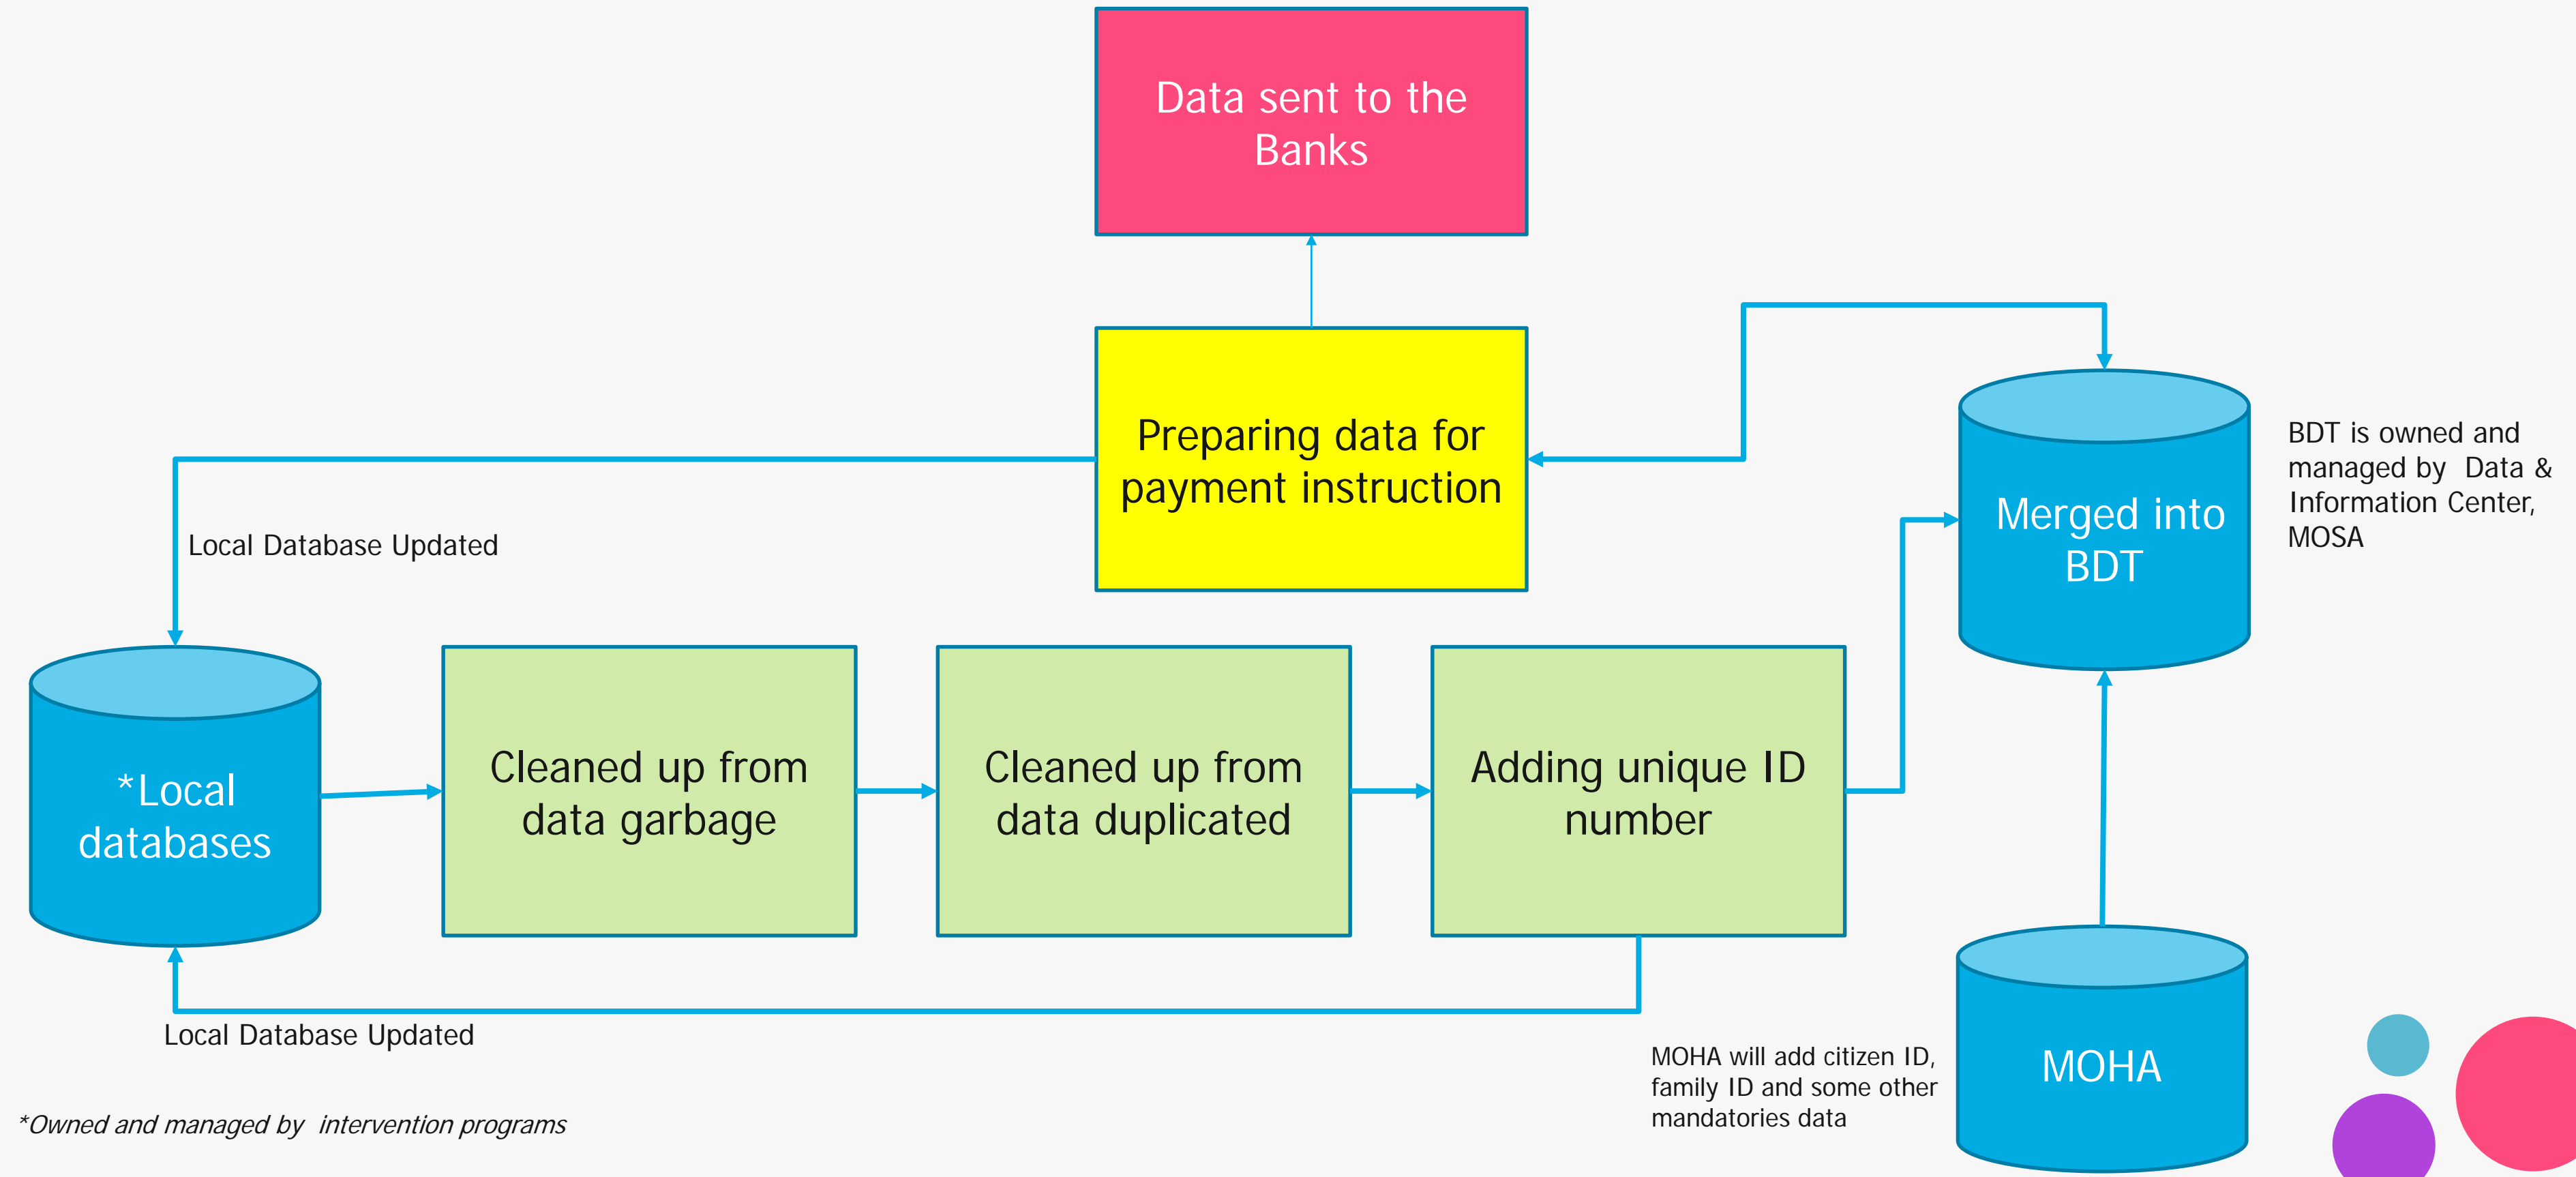 Data sent to the
Banks
Preparing data for
payment instruction
Local Database Updated
Merged into
BDT
BDT is owned and
managed by  Data &
Information Center,
MOSA
*Local
databases
Cleaned up from
data garbage
Cleaned up from
data duplicated
Adding unique ID
number
Local Database Updated
MOHA will add citizen ID,
family ID and some other
mandatories data
MOHA
*Owned and managed by  intervention programs